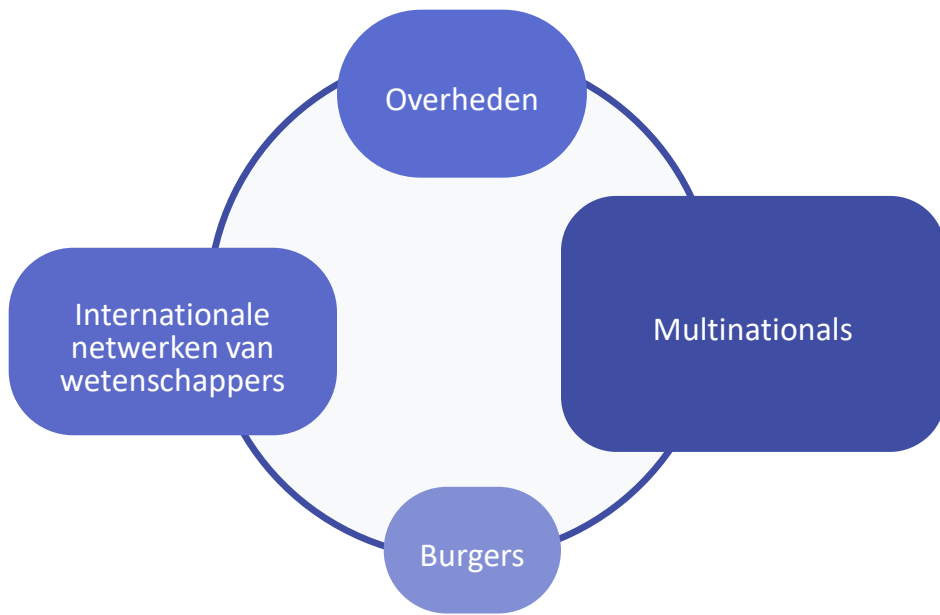 Overheden
Multinationals
Internationale
netwerken van
wetenschappers
Burgers